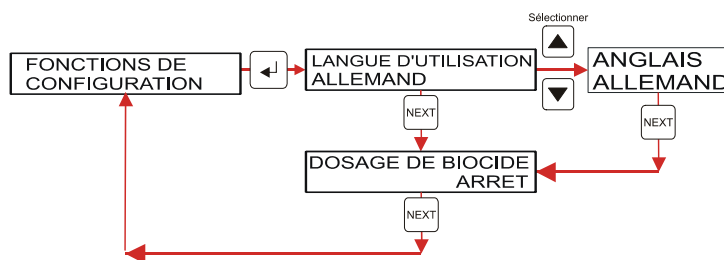 Sélectionner
FONCTIONS DE
CONFIGURATION
LANGUE D'UTILISATION
ALLEMAND
ANGLAIS
ALLEMAND
NEXT
NEXT
DOSAGE DE BIOCIDE
ARRET
NEXT